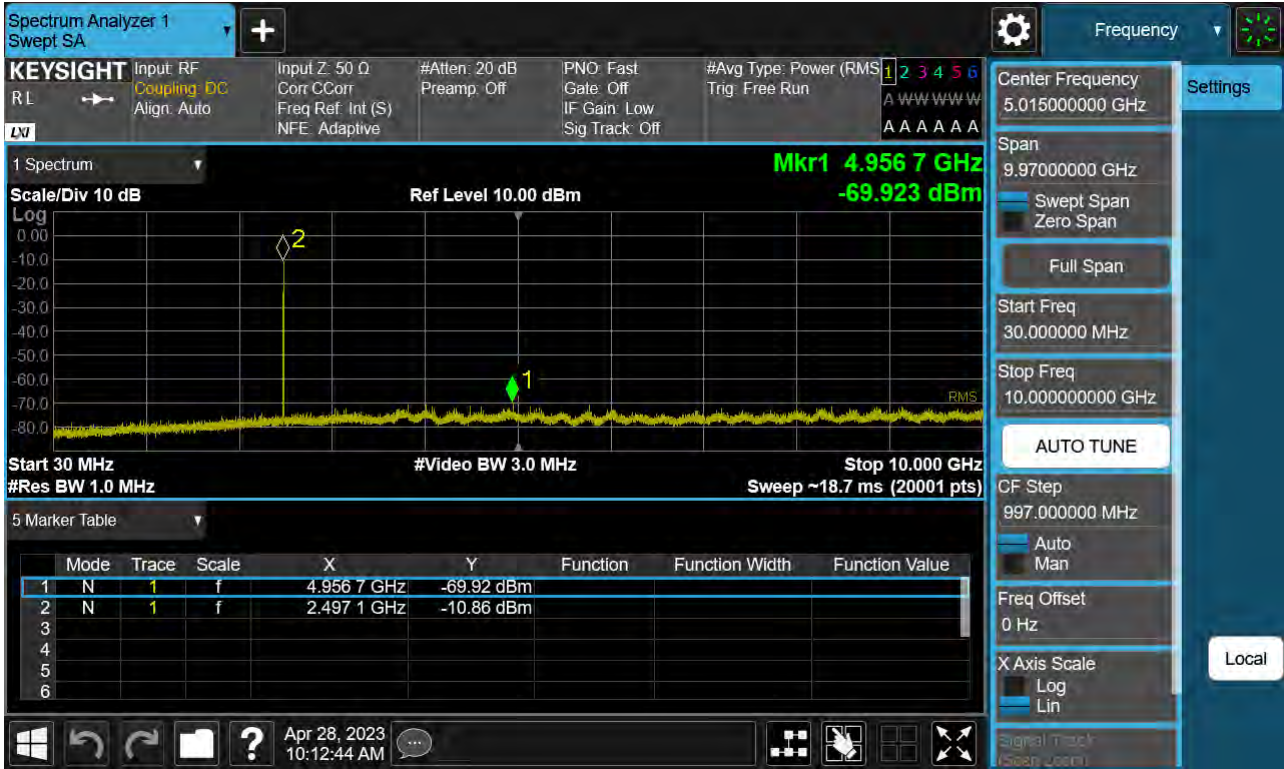 Spectrum Analyzer 1
Swept SA
Frequency
KEYSIGHT
RL
LXI
Input: RF
Coupling: DC
Align: Auto
Input Z: 50 Ω
Corr CCorr
Freq Ref: Int (S)
NFE: Adaptive
#Atten: 20 dB
Preamp: Off
PNO: Fast
Gate: Off
IF Gain: Low
Sig Track: Off
#Avg Type: Power (RMS
Trig: Free Run
1 2 3 4 5 6
A W W W W W
A A A A A A
1 Spectrum
Mkr1 4.956 7 GHz
-69.923 dBm
Scale/Div 10 dB
Ref Level 10.00 dBm
Log
0.00
-10.0
-20.0
-30.0
-40.0
-50.0
-60.0
-70.0
-80.0
2
1
RMS
Start 30 MHz
#Video BW 3.0 MHz
Stop 10.000 GHz
#Res BW 1.0 MHz
Sweep ~18.7 ms (20001 pts)
5 Marker Table
Mode Trace Scale X Y Function Function Width Function Value
1 N 1 f 4.956 7 GHz -69.92 dBm
2 N 1 f 2.497 1 GHz -10.86 dBm
3
4
5
6
Apr 28, 2023
10:12:44 AM
Center Frequency
5.015000000 GHz
Span
9.97000000 GHz
Swept Span
Zero Span
Full Span
Start Freq
30.000000 MHz
Stop Freq
10.000000000 GHz
AUTO TUNE
CF Step
997.000000 MHz
Auto
Man
Freq Offset
0 Hz
X Axis Scale
Log
Lin
Signal Track
(Span Zoom)
Settings
Local